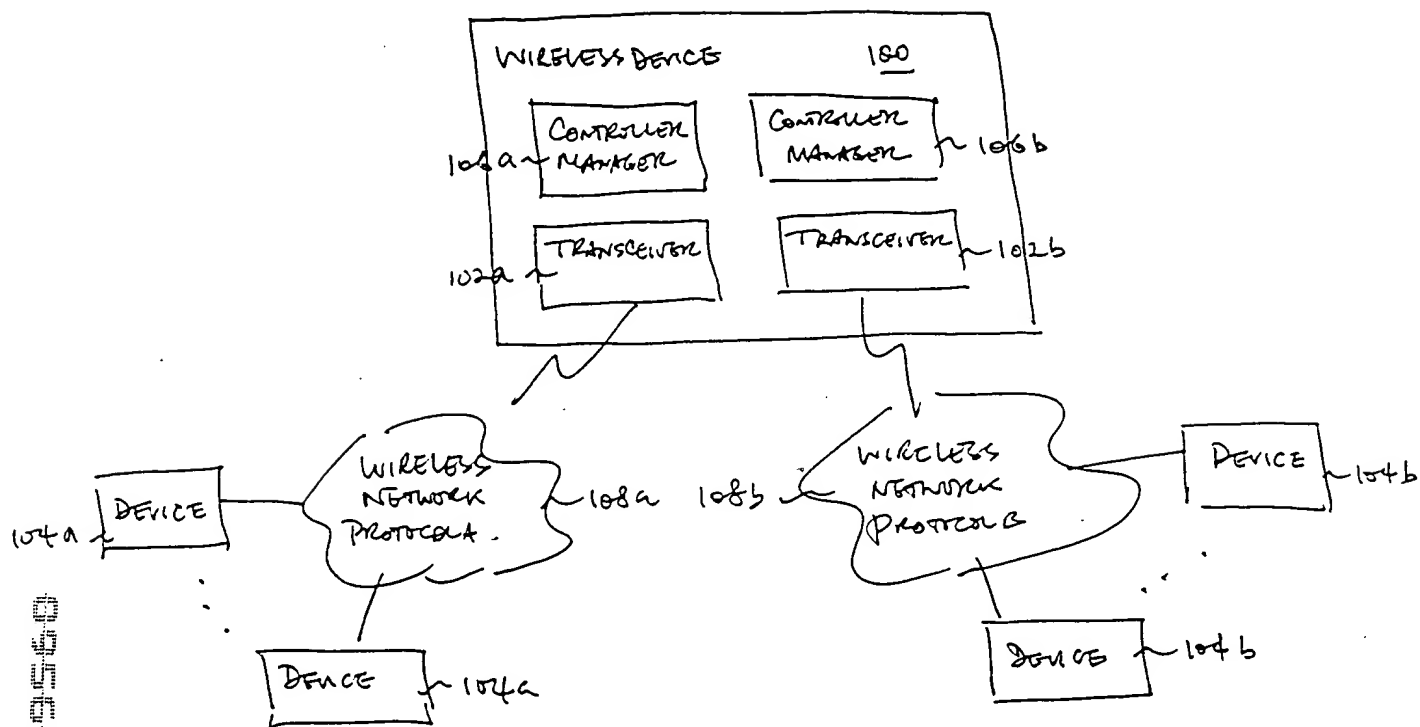 WIRELESS DEVICE 100
CONTROLLER
MANAGER
106a
CONTROLLER
MANAGER
106b
TRANSCEIVER
102a
TRANSCEIVER
102b
WIRELESS
NETWORK
PROTOCOL A.
108a
WIRELESS
NETWORK
PROTOCOL B
108b
DEVICE
104a
DEVICE
104b
DEVICE
104a
DEVICE
104b